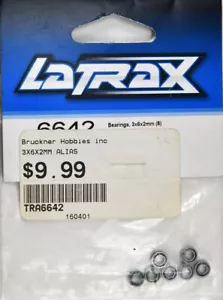 LaTrax
6642
Bearings, 3x6x2mm (8)
Bruckner Hobbies inc
3X6X2MM ALIAS
$9.99
TRA6642
160401